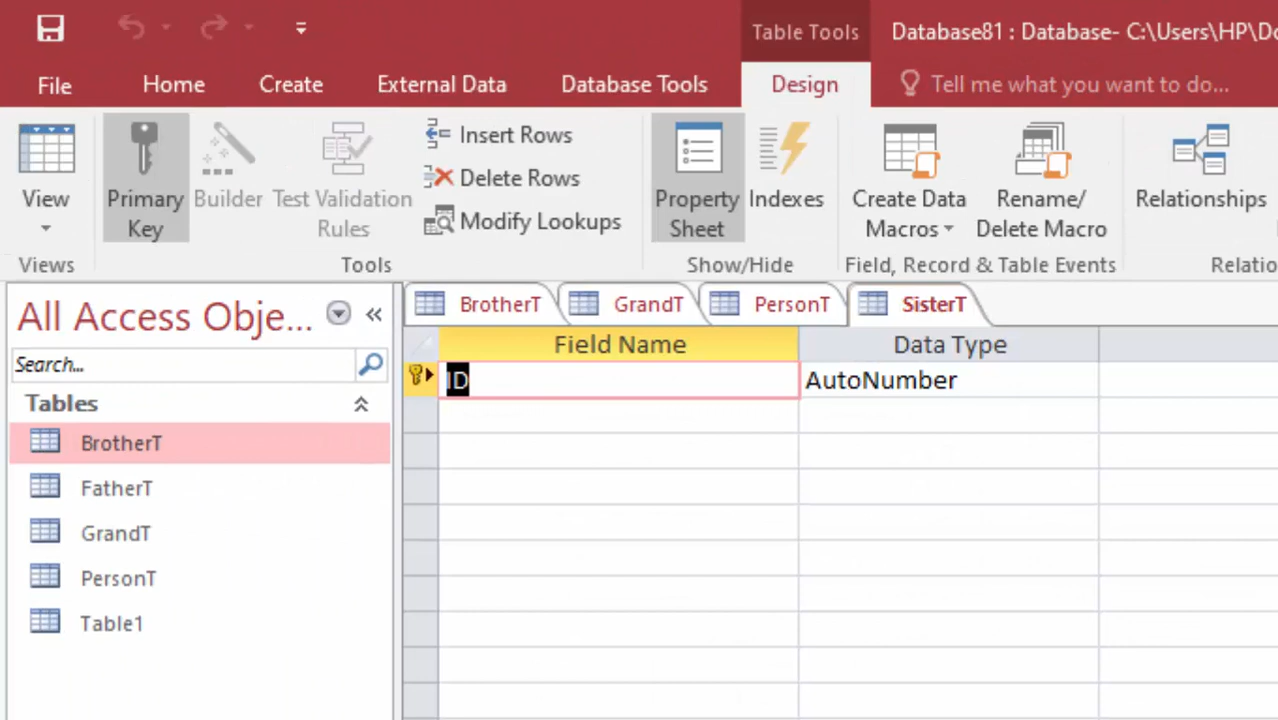 Table Tools
Database81 : Database- C:\Users\HP\Do
File
Home
Create
External Data
Database Tools
Design
Tell me what you want to do...
View
Primary Key
Builder
Test Validation Rules
Insert Rows
Delete Rows
Modify Lookups
Property Sheet
Indexes
Create Data Macros
Rename/ Delete Macro
Relationships
Views
Tools
Show/Hide
Field, Record & Table Events
Relatio
All Access Obje...
Search...
Tables
BrotherT
FatherT
GrandT
PersonT
Table1
BrotherT
GrandT
PersonT
SisterT
Field Name
Data Type
ID
AutoNumber